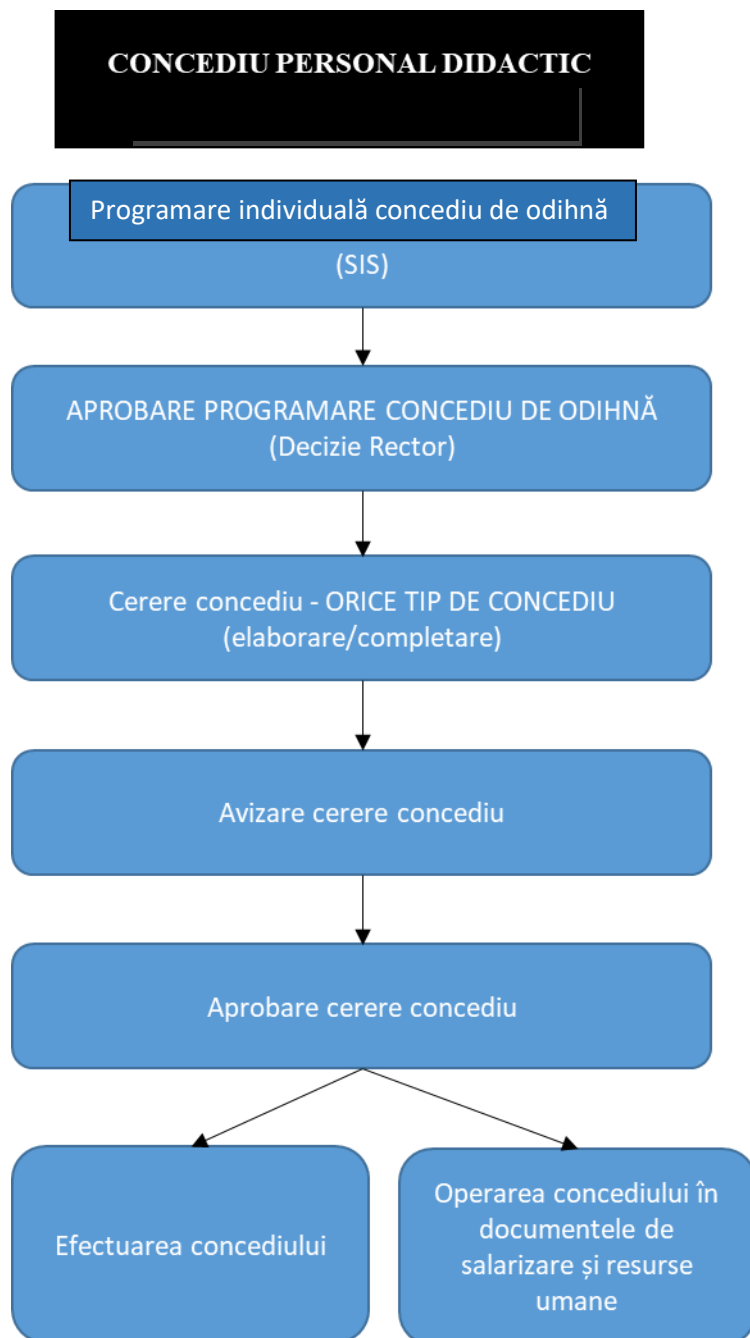 CONCEDIU PERSONAL DIDACTIC
Programare individuală concediu de odihnă
(SIS)
APROBARE PROGRAMARE CONCEDIU DE ODIHNĂ
(Decizie Rector)
Cerere concediu - ORICE TIP DE CONCEDIU
(elaborare/completare)
Avizare cerere concediu
Aprobare cerere concediu
Efectuarea concediului
Operarea concediului în
documentele de
salarizare și resurse
umane